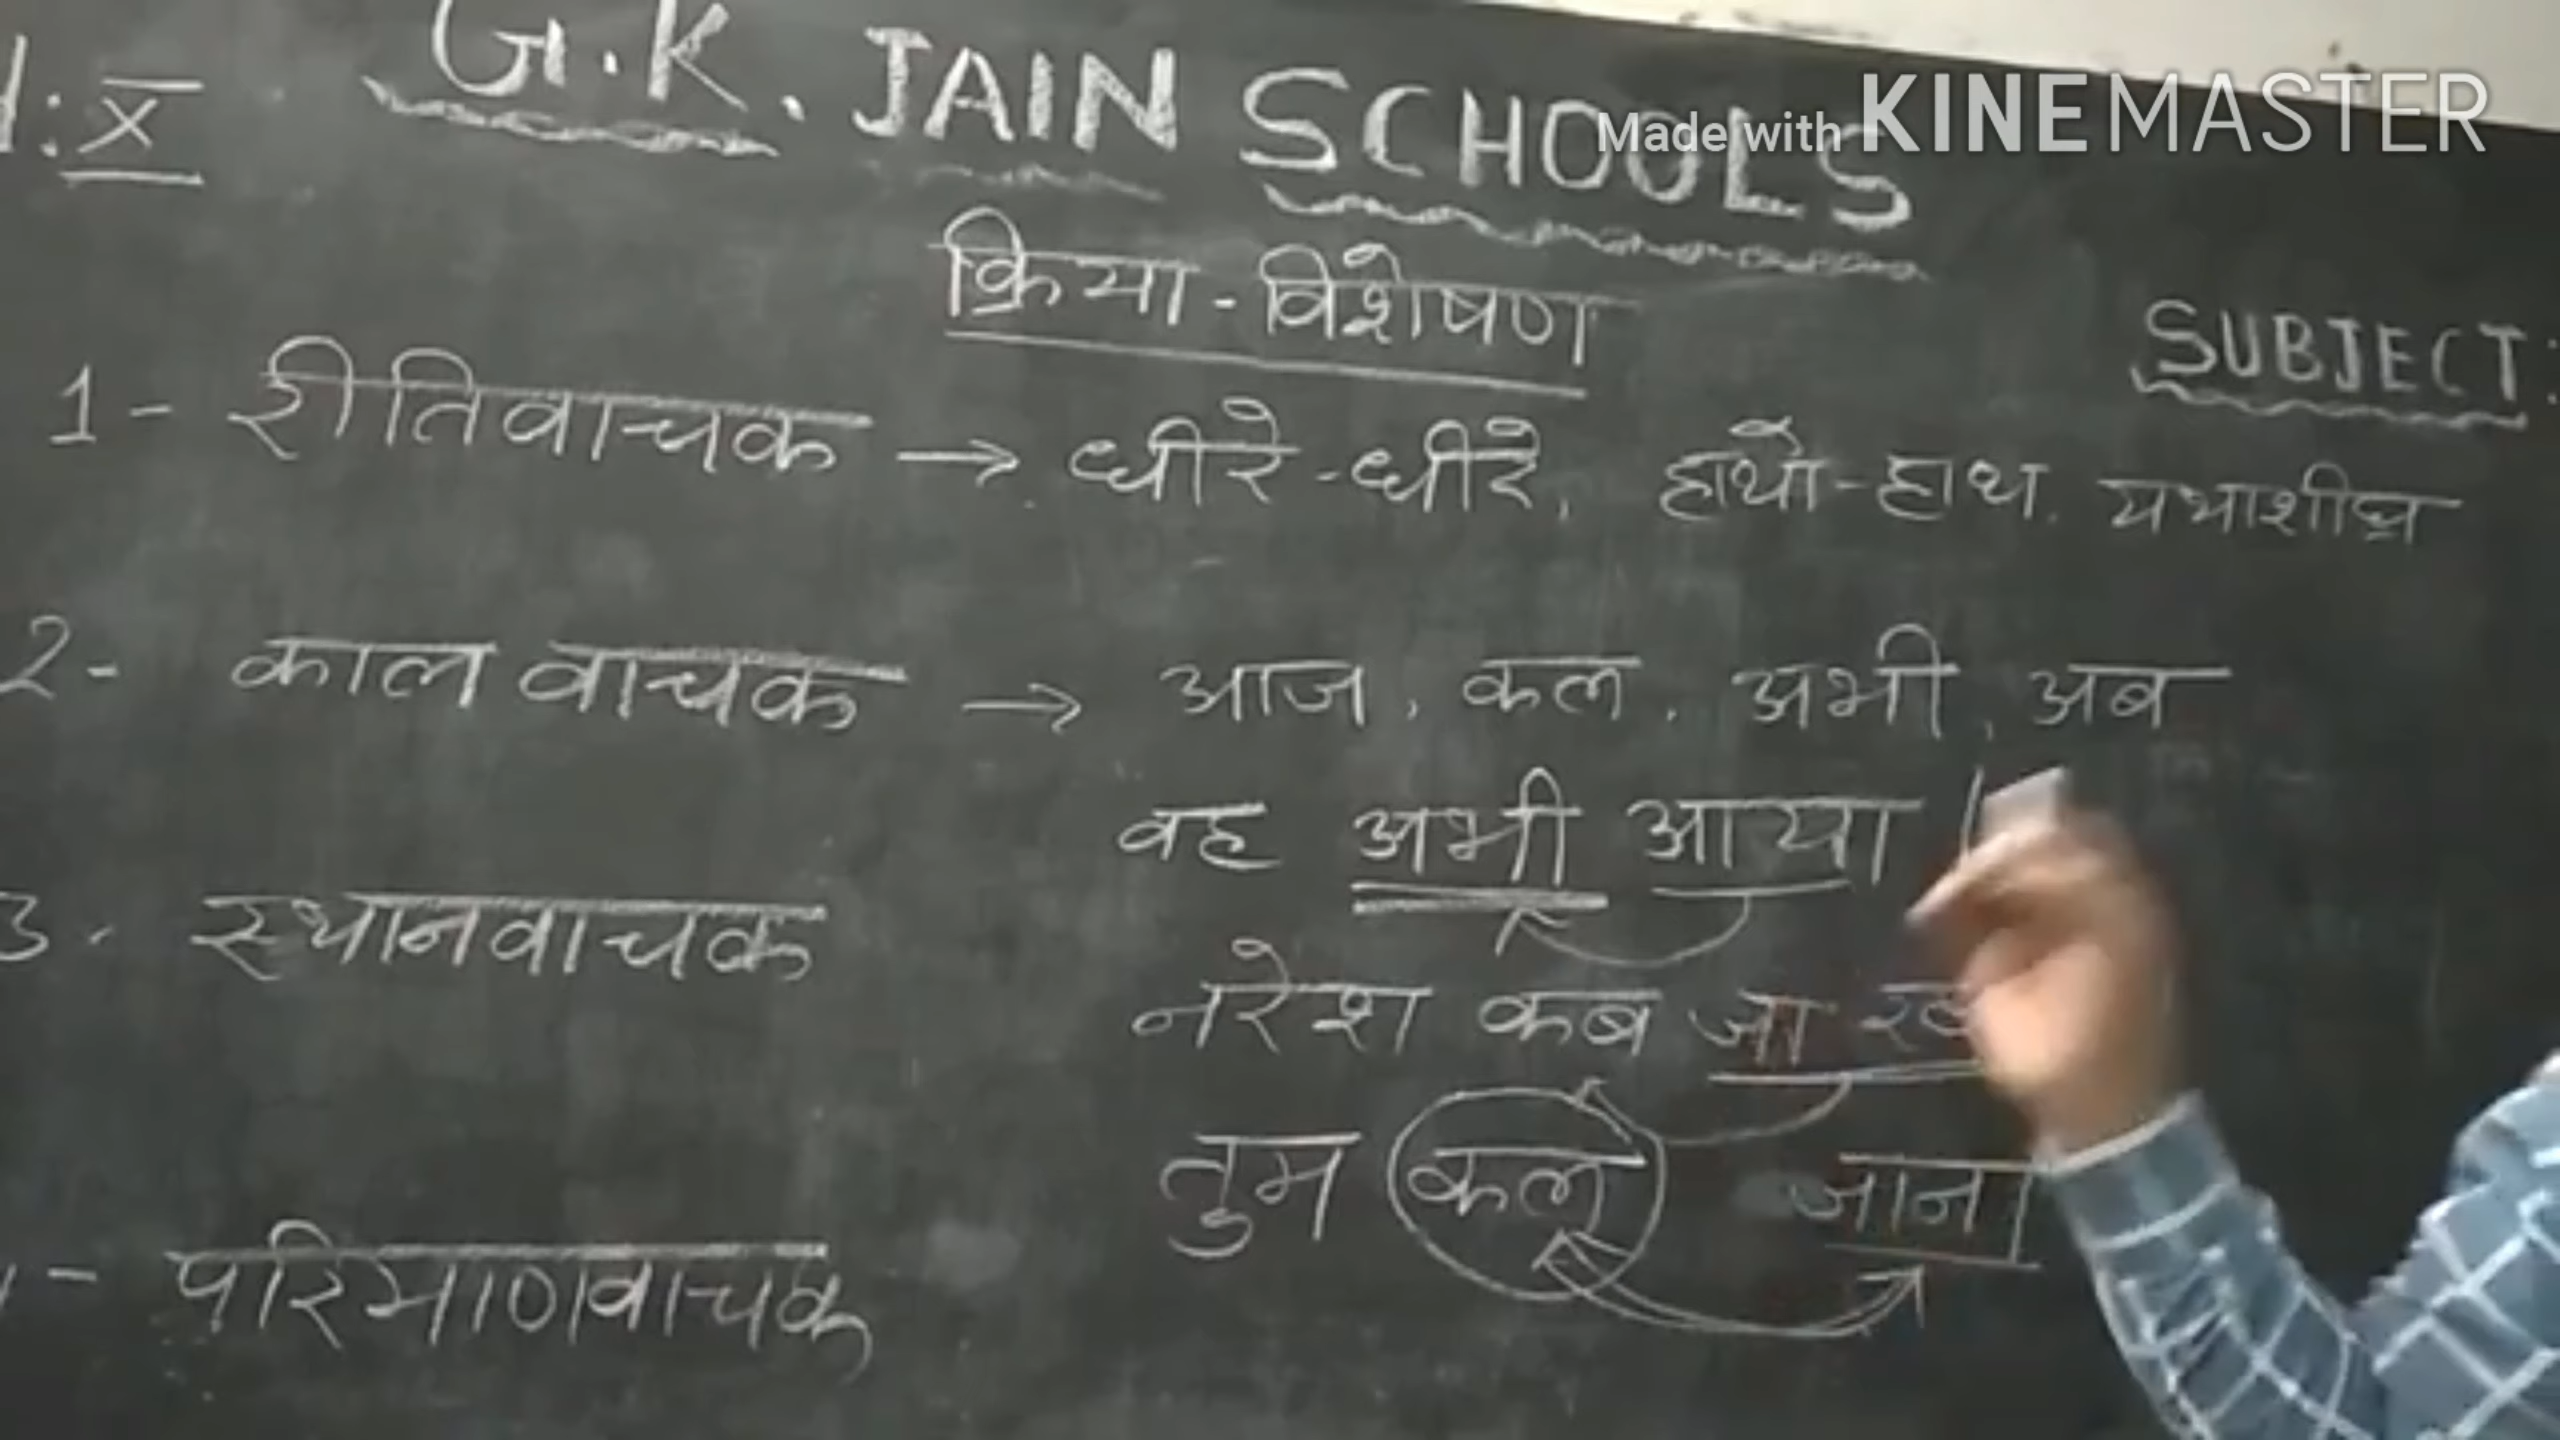 G.K. JAIN SCHOOLS
Made with KINEMASTER
: X
क्रिया-विशेषण
SUBJECT:
1- रीतिवाचक → धीरे-धीरे, हाथों-हाथ, यथाशीघ्र
2- काल वाचक → आज, कल, अभी, अब
वह अभी आया।
3. स्थानवाचक
नरेश कब जा
तुम कल जाना
- परिमाणवाचक